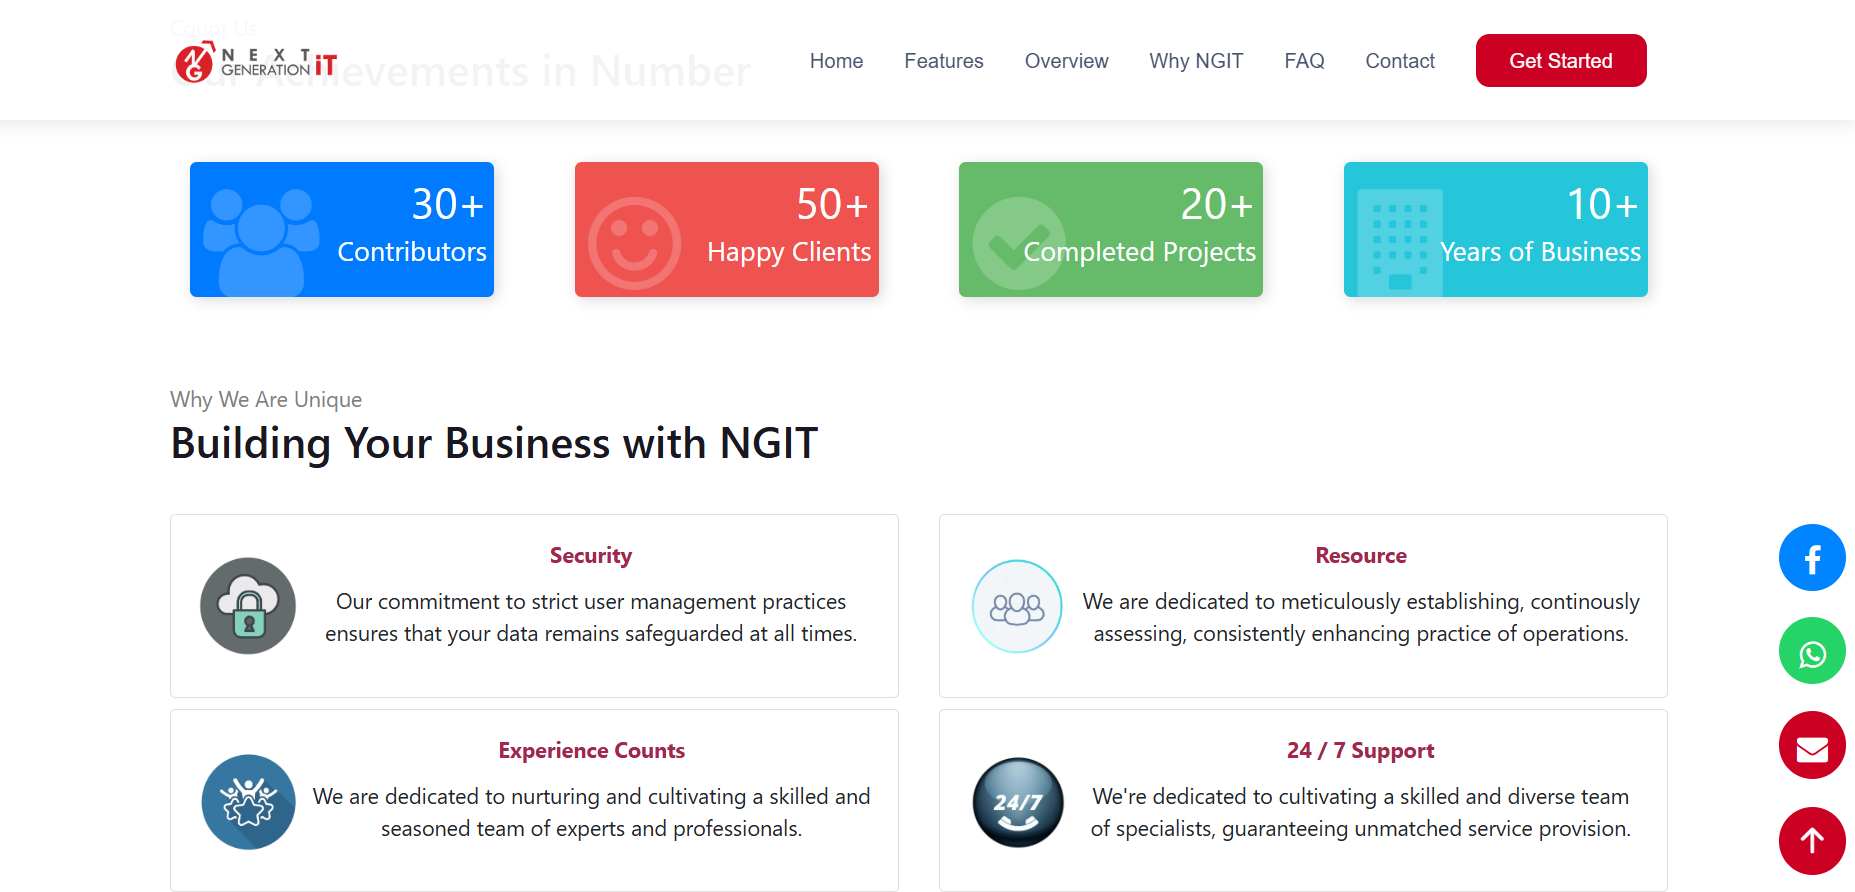 Count Us
Our Achievements in Number
NG
NEXT
GENERATION iT
Home
Features
Overview
Why NGIT
FAQ
Contact
Get Started
30+
Contributors
50+
Happy Clients
20+
Completed Projects
10+
Years of Business
Why We Are Unique
Building Your Business with NGIT
Security
Our commitment to strict user management practices
ensures that your data remains safeguarded at all times.
Resource
We are dedicated to meticulously establishing, continously
assessing, consistently enhancing practice of operations.
Experience Counts
We are dedicated to nurturing and cultivating a skilled and
seasoned team of experts and professionals.
24/7
24 / 7 Support
We're dedicated to cultivating a skilled and diverse team
of specialists, guaranteeing unmatched service provision.